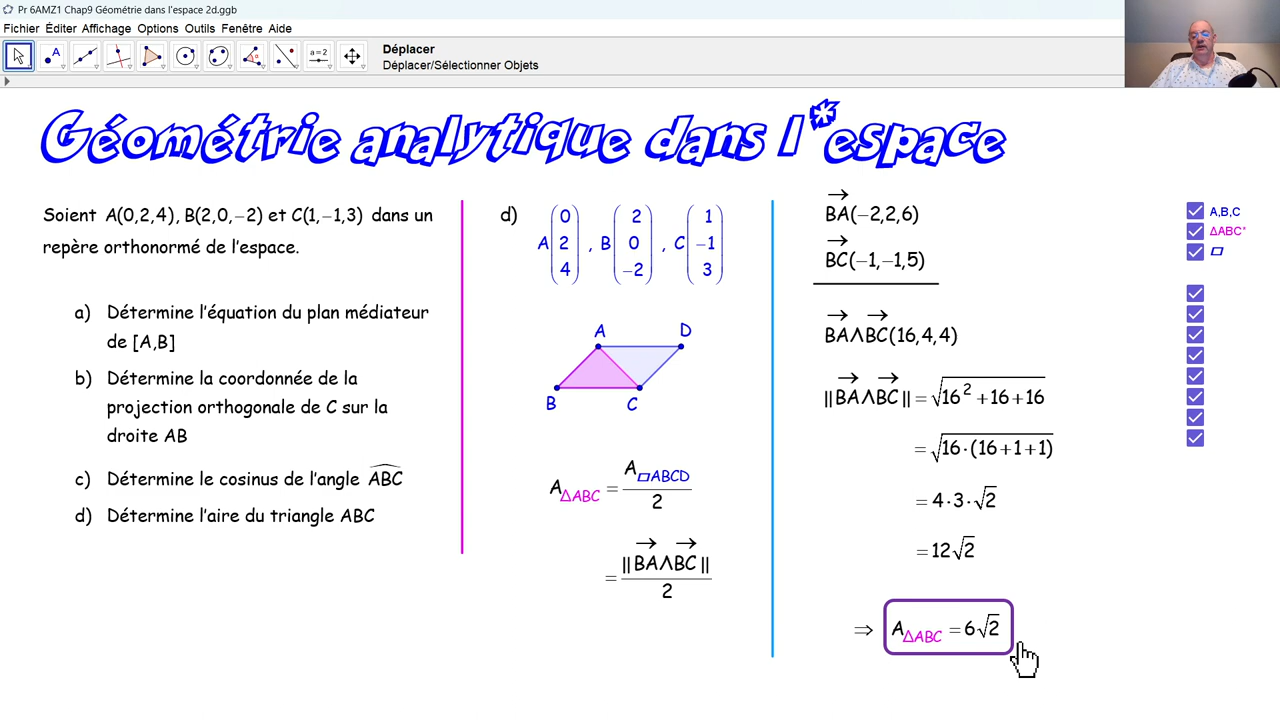 Pr 6AMZ1 Chap9 Géométrie dans l'espace 2d.ggb
Fichier Éditer Affichage Options Outils Fenêtre Aide
A
a=2
Déplacer
Déplacer/Sélectionner Objets
Géométrie analytique dans l'espace
Soient A(0,2,4), B(2,0,−2) et C(1,−1,3) dans un
repère orthonormé de l'espace.
a) Détermine l'équation du plan médiateur
de [A,B]
b) Détermine la coordonnée de la
projection orthogonale de C sur la
droite AB
c) Détermine le cosinus de l'angle ABC
d) Détermine l'aire du triangle ABC
d) A(0 2 4), B(2 0 −2), C(1 −1 3)
A D
B C
A△ABC = A▱ABCD / 2
= ||BA∧BC|| / 2
BA(−2,2,6)
BC(−1,−1,5)
BA∧BC(16,4,4)
||BA∧BC|| = √16²+16+16
= √16·(16+1+1)
= 4·3·√2
= 12√2
⇒ A△ABC = 6√2
A,B,C
△ABC*